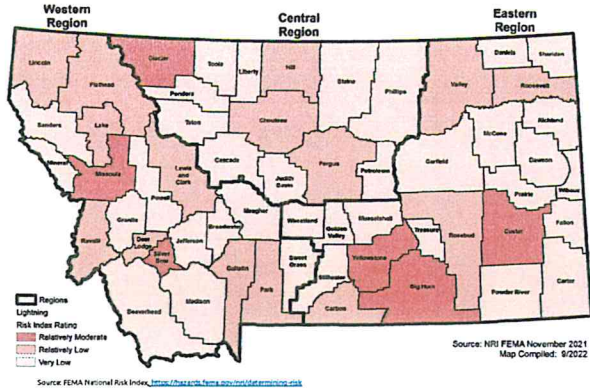 Western Region
Central Region
Eastern Region
Lincoln
Flathead
Glacier
Toole
Liberty
Hill
Blaine
Phillips
Valley
Daniels
Sheridan
Roosevelt
Pondera
Sanders
Lake
Teton
Chouteau
Richland
McCone
Mineral
Missoula
Lewis and Clark
Cascade
Judith Basin
Fergus
Petroleum
Garfield
Dawson
Prairie
Wibaux
Powell
Granite
Meagher
Wheatland
Golden Valley
Musselshell
Treasure
Rosebud
Custer
Fallon
Ravalli
Deer Lodge
Silver Bow
Jefferson
Broadwater
Sweet Grass
Stillwater
Yellowstone
Big Horn
Gallatin
Park
Carbon
Powder River
Carter
Beaverhead
Madison
Regions
Lightning
Risk Index Rating
Relatively Moderate
Relatively Low
Very Low
Source: NRI FEMA November 2021
Map Compiled: 9/2022
Source: FEMA National Risk Index, https://hazards.fema.gov/nri/determining-risk